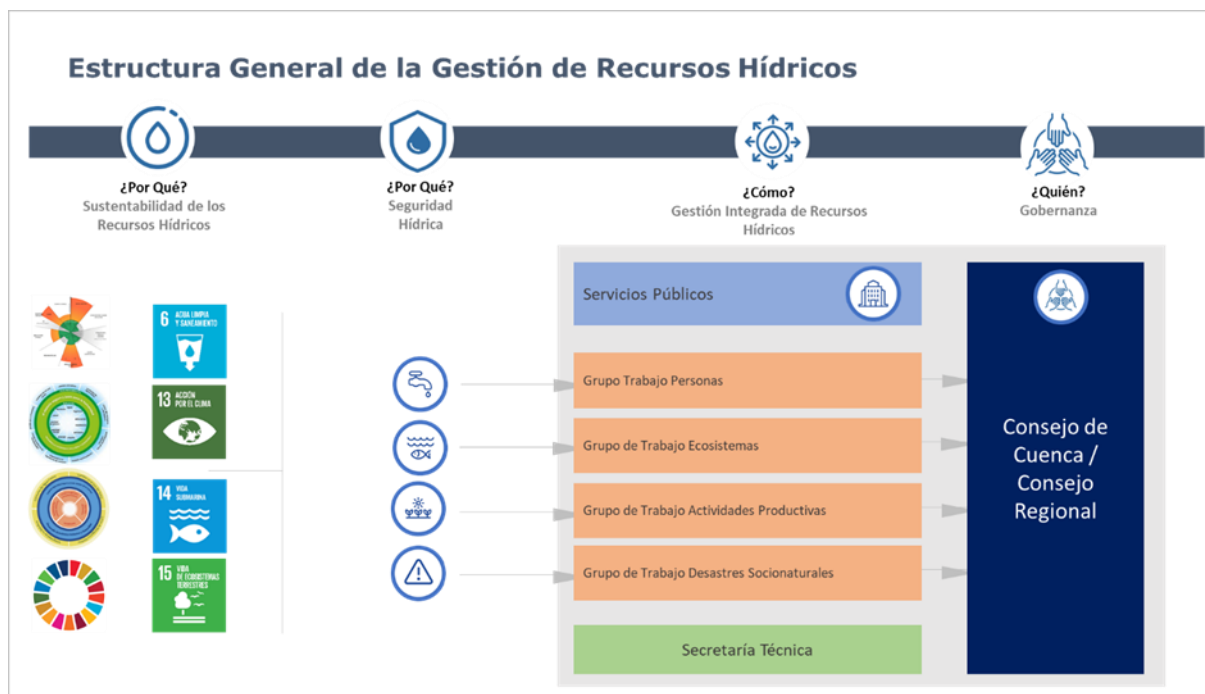 Estructura General de la Gestión de Recursos Hídricos
¿Por Qué?
Sustentabilidad de los
Recursos Hídricos
¿Por Qué?
Seguridad
Hídrica
¿Cómo?
Gestión Integrada de Recursos
Hídricos
¿Quién?
Gobernanza
6 AGUA LIMPIA
Y SANEAMIENTO
13 ACCIÓN
POR EL CLIMA
14 VIDA
SUBMARINA
15 VIDA
DE ECOSISTEMAS
TERRESTRES
Servicios Públicos
Grupo Trabajo Personas
Grupo de Trabajo Ecosistemas
Grupo de Trabajo Actividades Productivas
Grupo de Trabajo Desastres Socionaturales
Secretaría Técnica
Consejo de
Cuenca /
Consejo
Regional